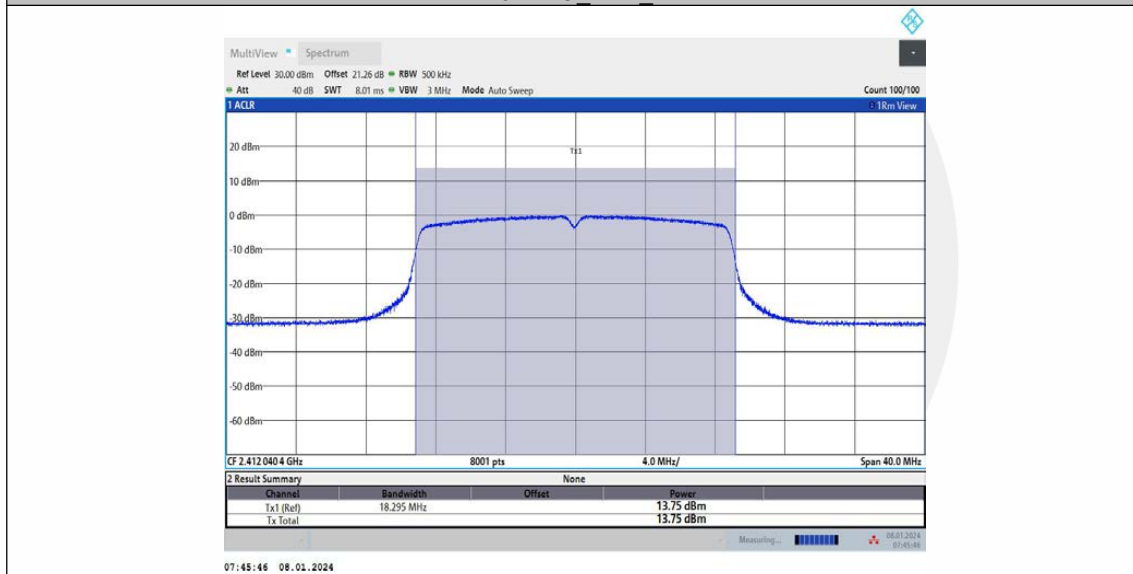 MultiView Spectrum
Ref Level 30.00 dBm Offset 21.26 dB RBW 500 kHz
Att 40 dB SWT 8.01 ms VBW 3 MHz Mode Auto Sweep Count 100/100
1 ACLR 1Rm View
Tx1
20 dBm
10 dBm
0 dBm
-10 dBm
-20 dBm
-30 dBm
-40 dBm
-50 dBm
-60 dBm
CF 2.412 040 4 GHz 8001 pts 4.0 MHz/ Span 40.0 MHz
2 Result Summary None
Channel Bandwidth Offset Power
Tx1 (Ref) 18.295 MHz 13.75 dBm
Tx Total 13.75 dBm
Measuring... 08.01.2024
07:45:46
07:45:46 08.01.2024